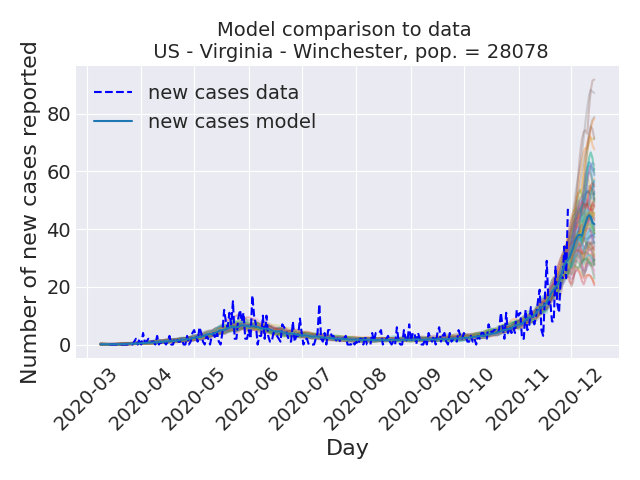 Model comparison to data
US - Virginia - Winchester, pop. = 28078
Number of new cases reported
80
60
40
20
0
new cases data
new cases model
2020-03
2020-04
2020-05
2020-06
2020-07
2020-08
2020-09
2020-10
2020-11
2020-12
Day